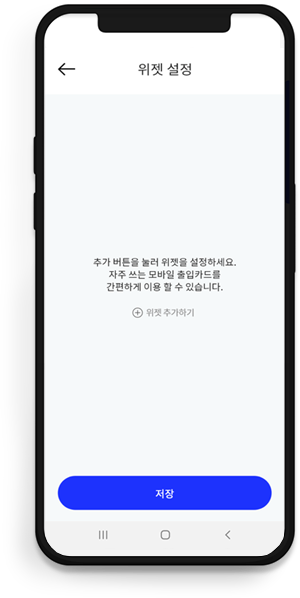 위젯 설정
추가 버튼을 눌러 위젯을 설정하세요.
자주 쓰는 모바일 출입카드를
간편하게 이용 할 수 있습니다.
위젯 추가하기
저장